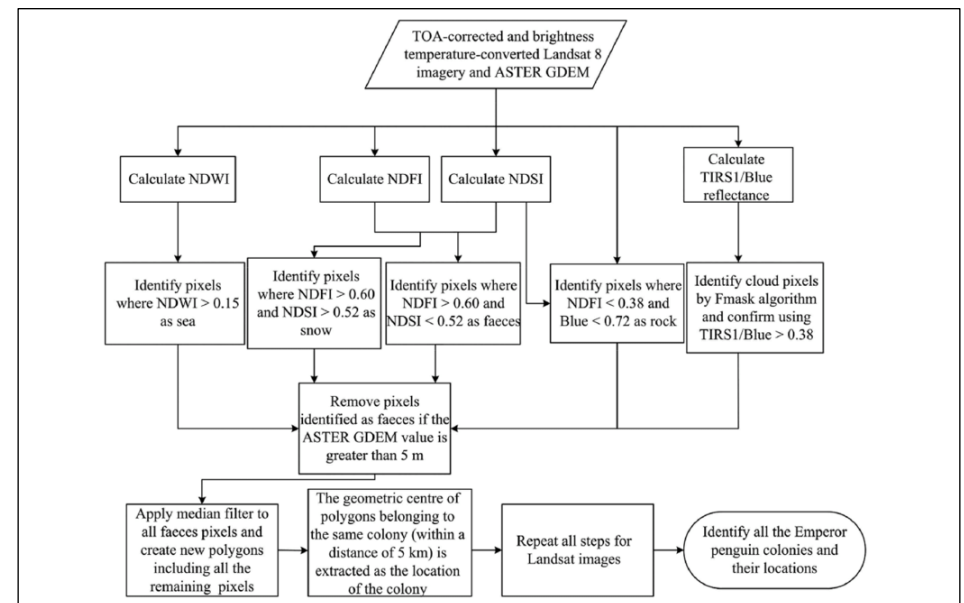 TOA-corrected and brightness
temperature-converted Landsat 8
imagery and ASTER GDEM
Calculate NDWI
Calculate NDFI
Calculate NDSI
Calculate
TIRS1/Blue
reflectance
Identify pixels
where NDWI > 0.15
as sea
Identify pixels
where NDFI > 0.60
and NDSI > 0.52 as
snow
Identify pixels where
NDFI > 0.60 and
NDSI < 0.52 as faeces
Identify pixels where
NDFI < 0.38 and
Blue < 0.72 as rock
Identify cloud pixels
by Fmask algorithm
and confirm using
TIRS1/Blue > 0.38
Remove pixels
identified as faeces if the
ASTER GDEM value is
greater than 5 m
Apply median filter to
all faeces pixels and
create new polygons
including all the
remaining pixels
The geometric centre of
polygons belonging to
the same colony (within a
distance of 5 km) is
extracted as the location
of the colony
Repeat all steps for
Landsat images
Identify all the Emperor
penguin colonies and
their locations